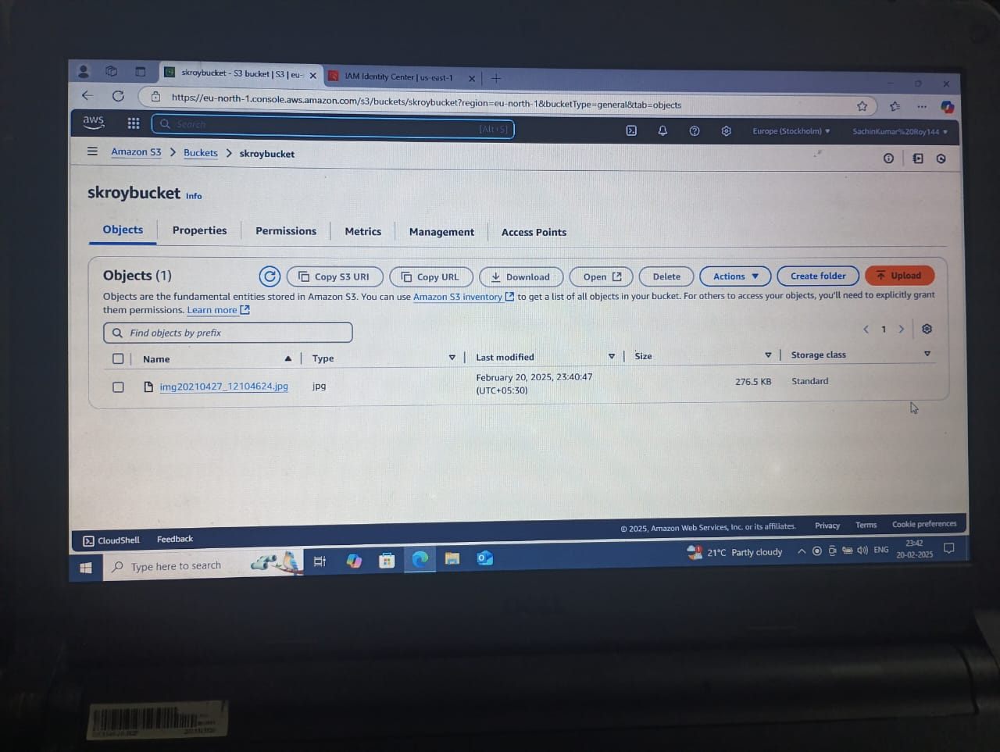 skroybucket - S3 bucket | S3 | eu-
IAM Identity Center | us-east-1
https://eu-north-1.console.aws.amazon.com/s3/buckets/skroybucket?region=eu-north-1&bucketType=general&tab=objects
aws
Search
[Alt+S]
Europe (Stockholm)
SachinKumar%20Roy144
Amazon S3 > Buckets > skroybucket
skroybucket Info
Objects
Properties
Permissions
Metrics
Management
Access Points
Objects (1)
Copy S3 URI
Copy URL
Download
Open
Delete
Actions
Create folder
Upload
Objects are the fundamental entities stored in Amazon S3. You can use Amazon S3 inventory to get a list of all objects in your bucket. For others to access your objects, you'll need to explicitly grant
them permissions. Learn more
Find objects by prefix
1
Name
Type
Last modified
Size
Storage class
img20210427_12104624.jpg
jpg
February 20, 2025, 23:40:47
(UTC+05:30)
276.5 KB
Standard
CloudShell
Feedback
© 2025, Amazon Web Services, Inc. or its affiliates.
Privacy
Terms
Cookie preferences
Type here to search
21°C Partly cloudy
ENG
23:42
20-02-2025